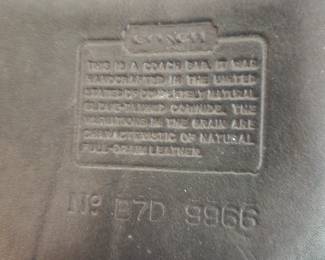 COACH
THIS IS A COACH BAG. IT WAS
HANDCRAFTED IN THE UNITED
STATES OF COMPLETELY NATURAL
GLOVE-TANNED COWHIDE. THE
VARIATIONS IN THE GRAIN ARE
CHARACTERISTIC OF NATURAL
FULL-GRAIN LEATHER.
No B7D 9966